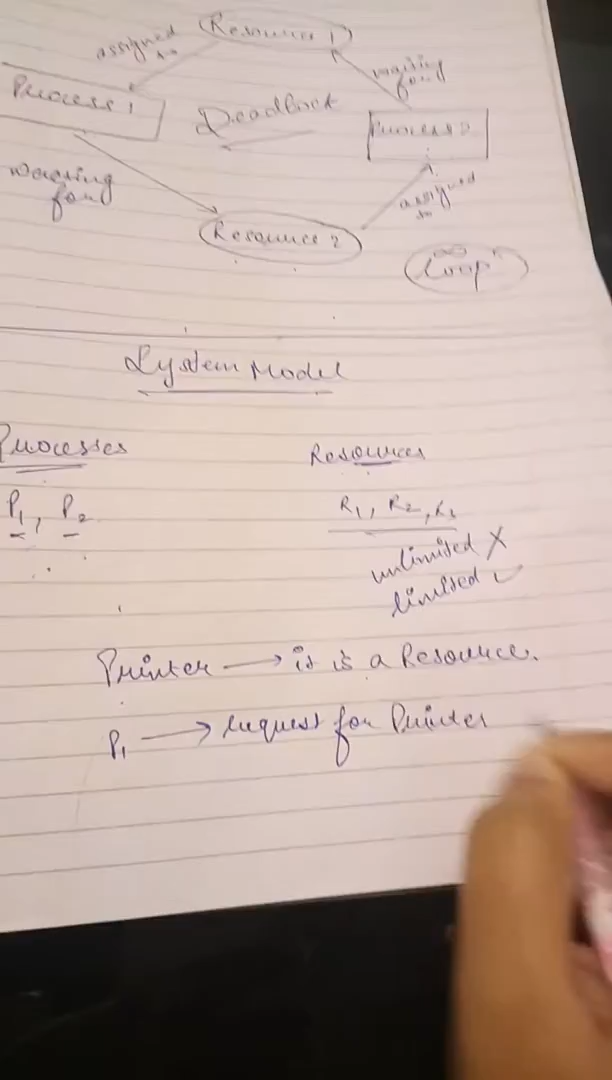 Resource 1
assigned to
waiting for
Process 1
Deadlock
Process 2
waiting for
assigned to
Resource 2
Loop
System Model
Processes
Resources
P1, P2
R1, R2, R3
unlimited X
limited ✓
Printer → it is a Resource.
P1 → request for Printer